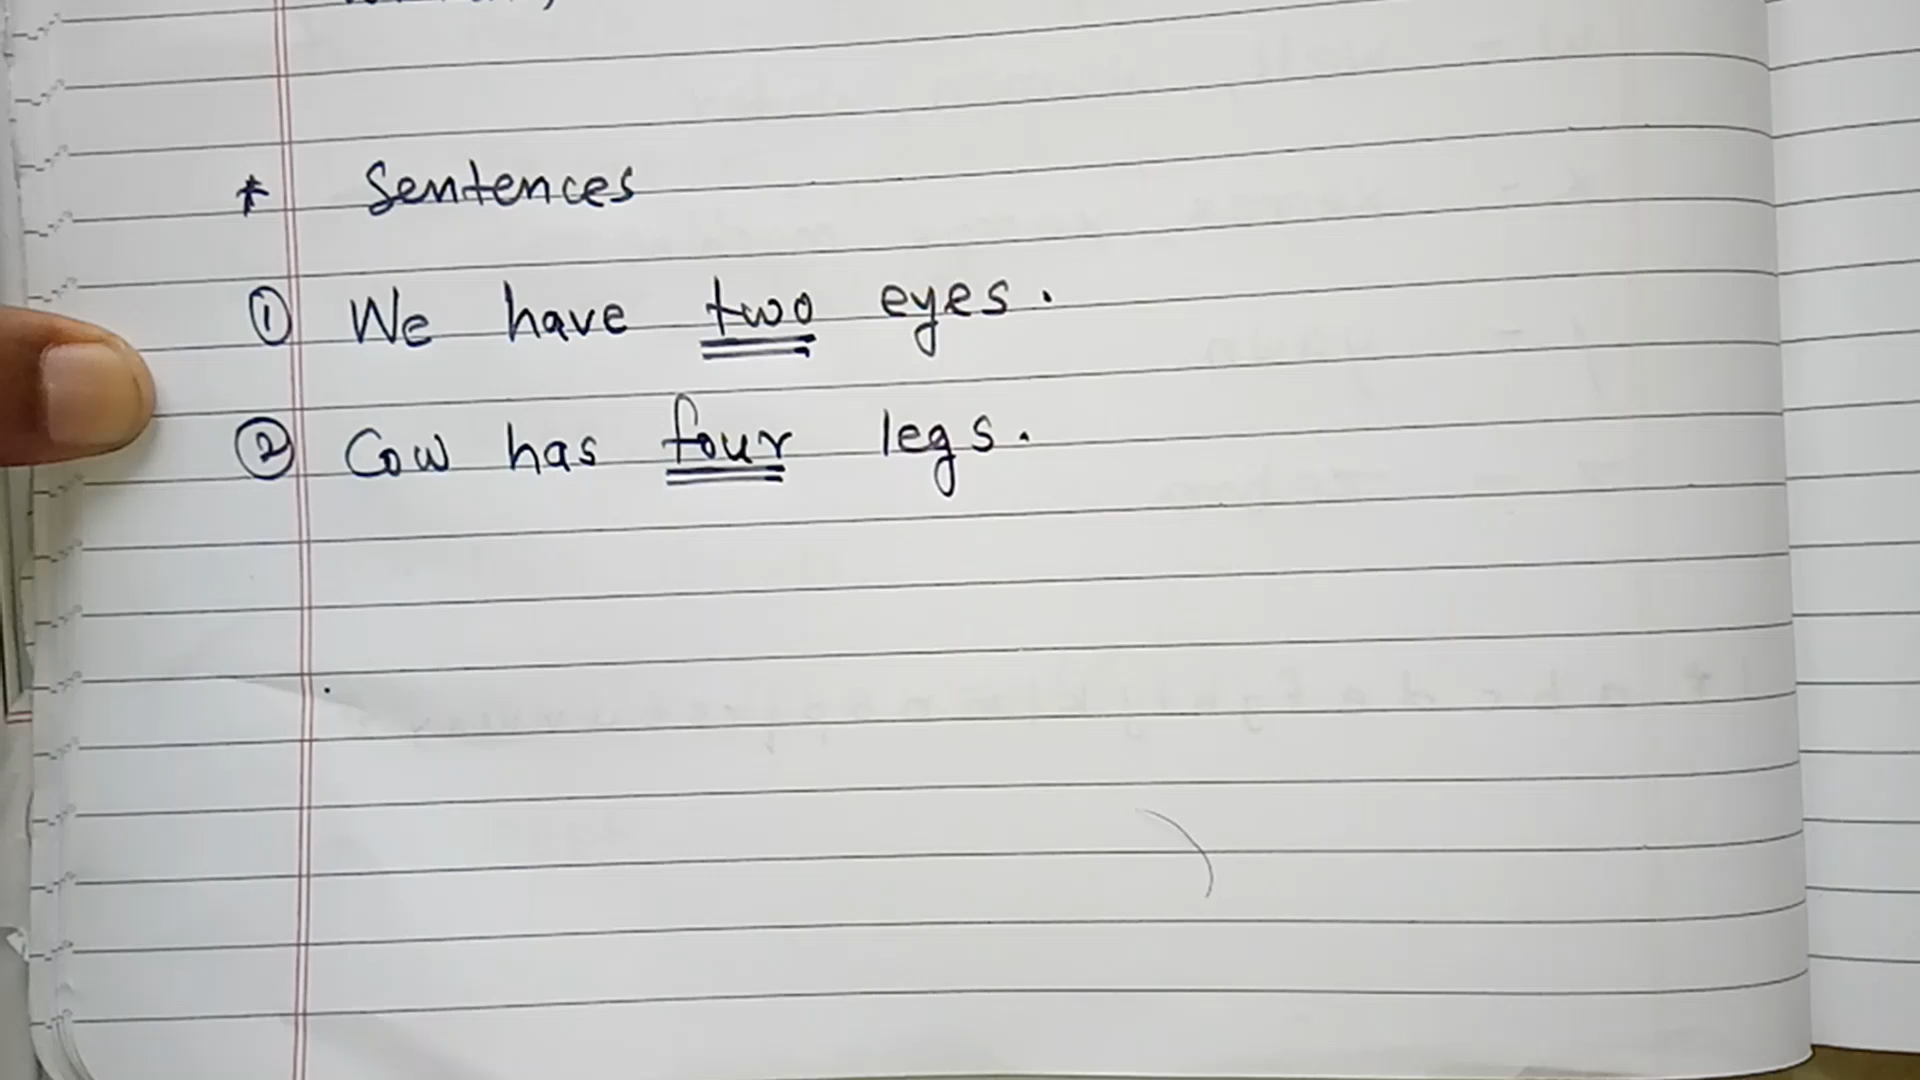 * Sentences
① We have two eyes.
② Cow has four legs.